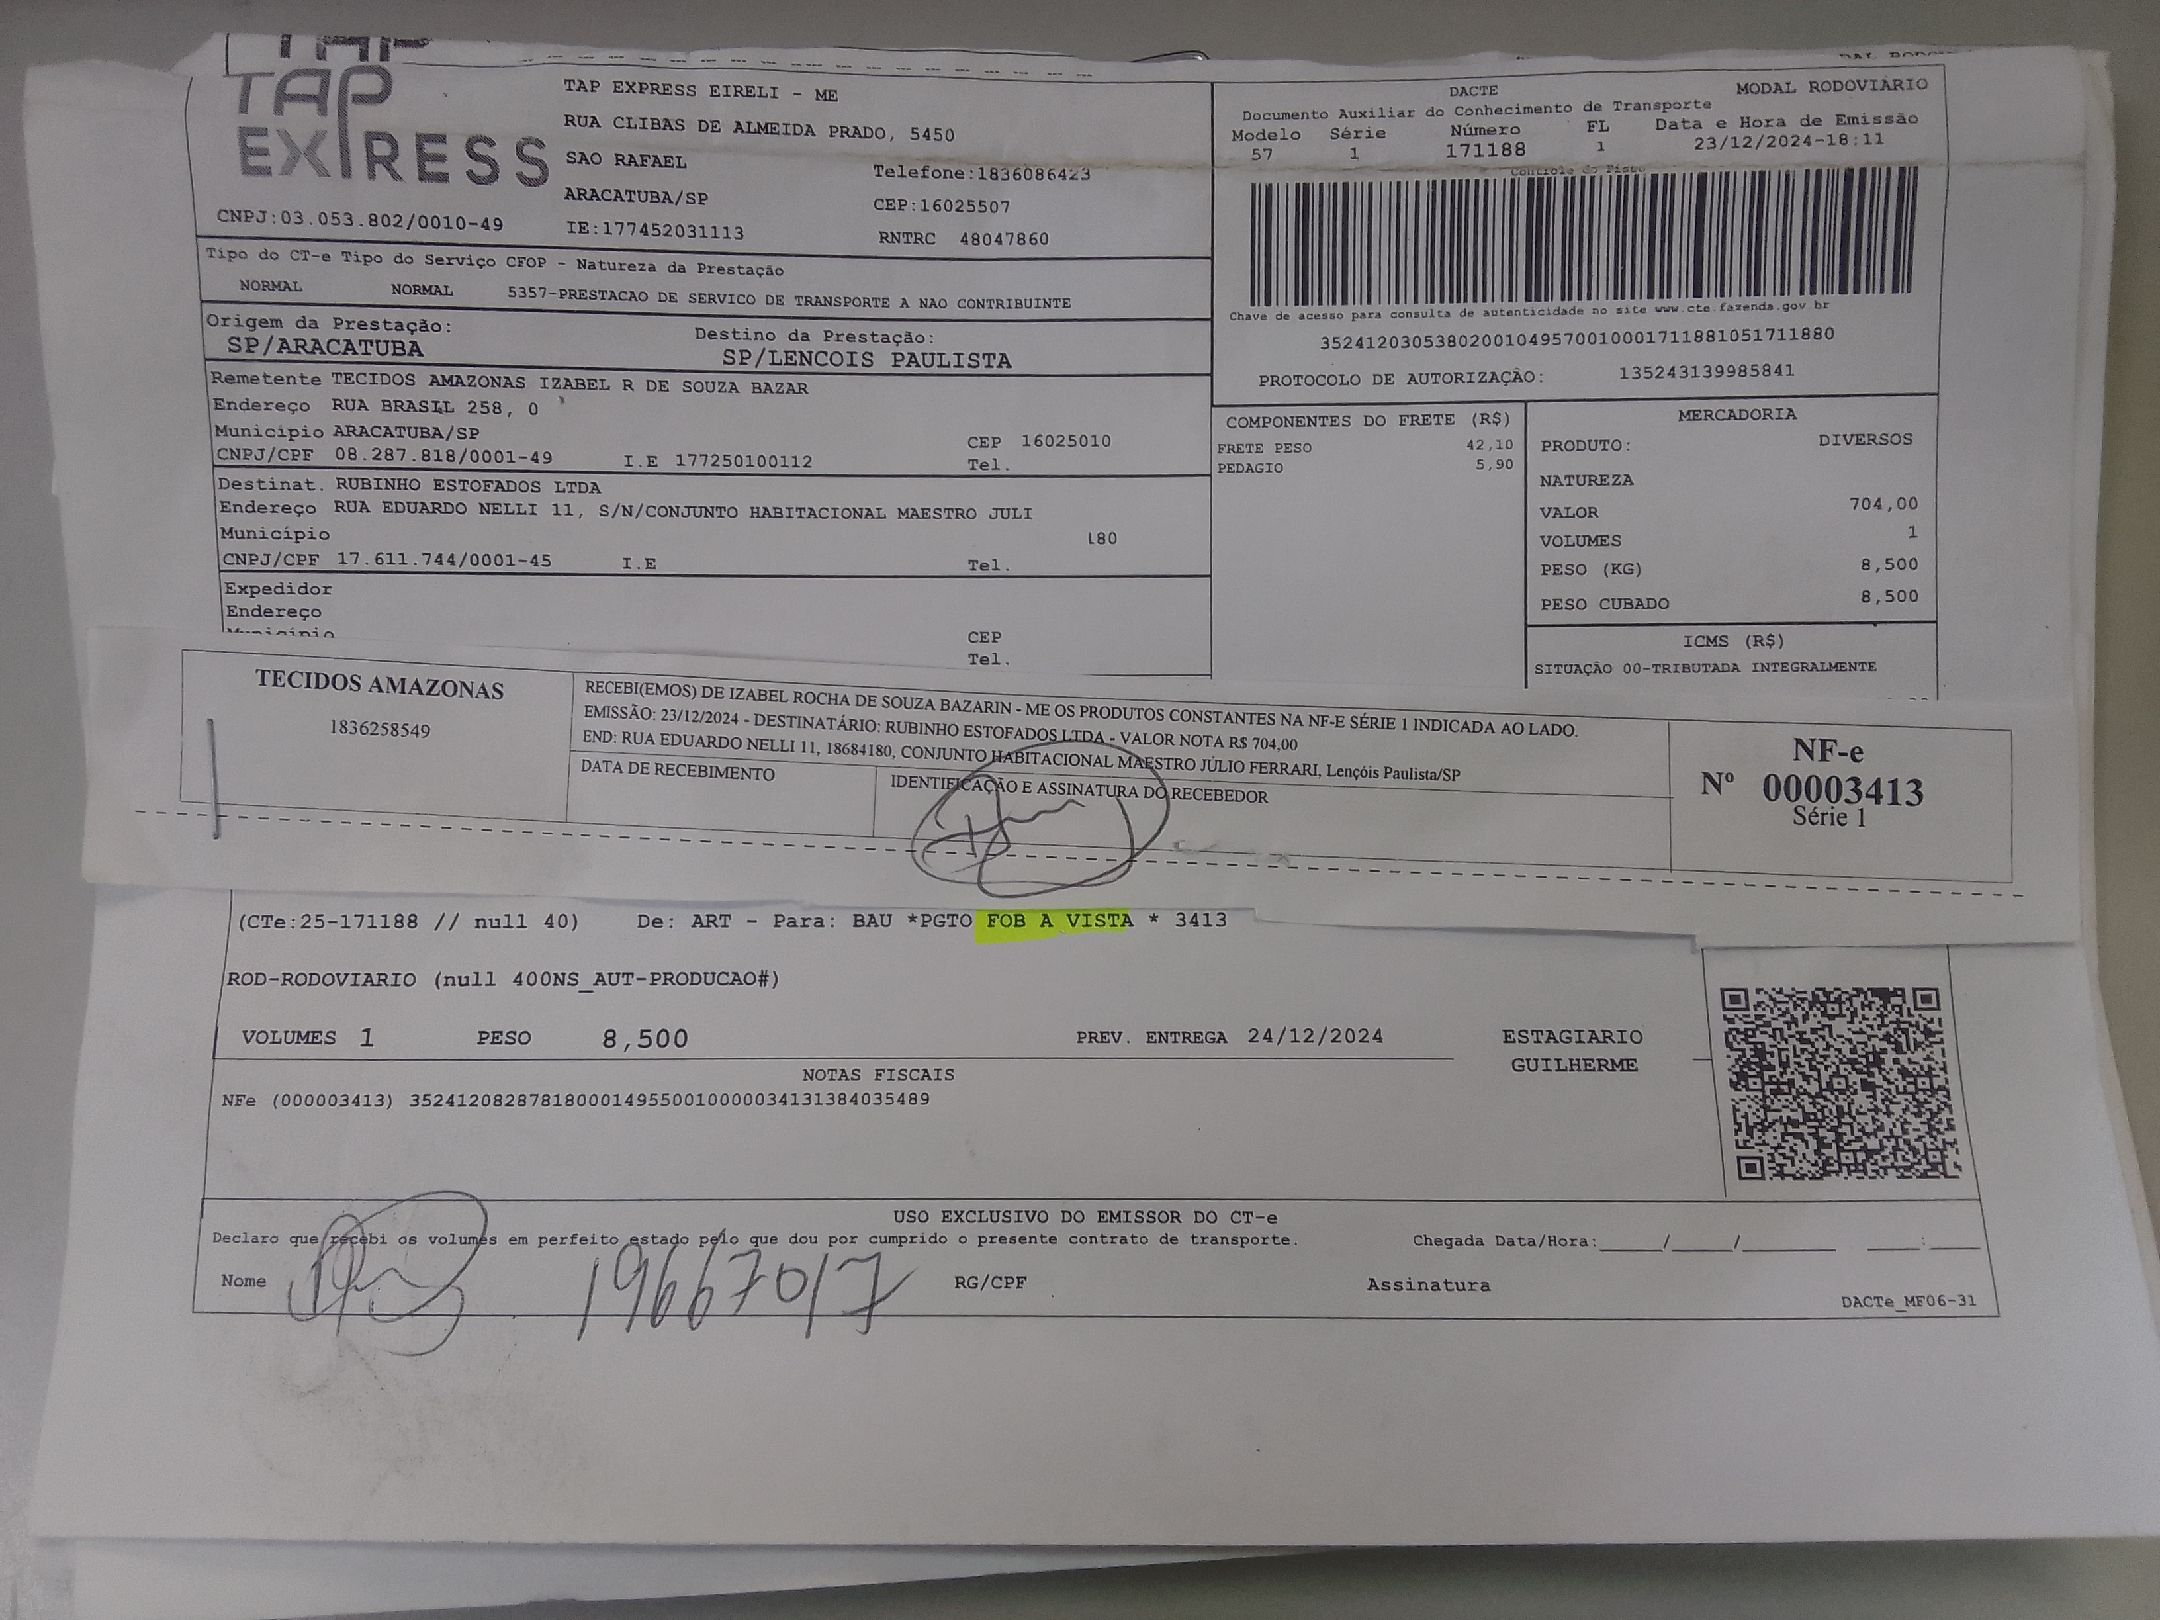 TAP
EXPRESS
TAP EXPRESS EIRELI - ME
RUA CLIBAS DE ALMEIDA PRADO, 5450
SAO RAFAEL
Telefone:1836086423
ARACATUBA/SP
CEP:16025507
CNPJ:03.053.802/0010-49
IE:177452031113
RNTRC 48047860
DACTE
MODAL RODOVIÁRIO
Documento Auxiliar do Conhecimento de Transporte
Modelo Série Número FL Data e Hora de Emissão
57 1 171188 1 23/12/2024-18:11
Controle do Fisco
Chave de acesso para consulta de autenticidade no site www.cte.fazenda.gov br
35241203053802001049570010001711881051711880
PROTOCOLO DE AUTORIZAÇÃO: 135243139985841
Tipo do CT-e Tipo do Serviço CFOP - Natureza da Prestação
NORMAL NORMAL 5357-PRESTACAO DE SERVICO DE TRANSPORTE A NAO CONTRIBUINTE
Origem da Prestação: Destino da Prestação:
SP/ARACATUBA SP/LENCOIS PAULISTA
Remetente TECIDOS AMAZONAS IZABEL R DE SOUZA BAZAR
Endereço RUA BRASIL 258, 0
Municipio ARACATUBA/SP CEP 16025010
CNPJ/CPF 08.287.818/0001-49 I.E 177250100112 Tel.
Destinat. RUBINHO ESTOFADOS LTDA
Endereço RUA EDUARDO NELLI 11, S/N/CONJUNTO HABITACIONAL MAESTRO JULI
Município 180
CNPJ/CPF 17.611.744/0001-45 I.E Tel.
Expedidor
Endereço
Município CEP
Tel.
COMPONENTES DO FRETE (R$)
FRETE PESO 42,10
PEDAGIO 5,90
MERCADORIA
PRODUTO: DIVERSOS
NATUREZA
VALOR 704,00
VOLUMES 1
PESO (KG) 8,500
PESO CUBADO 8,500
ICMS (R$)
SITUAÇÃO 00-TRIBUTADA INTEGRALMENTE
TECIDOS AMAZONAS
1836258549
RECEBI(EMOS) DE IZABEL ROCHA DE SOUZA BAZARIN - ME OS PRODUTOS CONSTANTES NA NF-E SÉRIE 1 INDICADA AO LADO.
EMISSÃO: 23/12/2024 - DESTINATÁRIO: RUBINHO ESTOFADOS LTDA - VALOR NOTA R$ 704,00
END: RUA EDUARDO NELLI 11, 18684180, CONJUNTO HABITACIONAL MAESTRO JÚLIO FERRARI, Lençóis Paulista/SP
DATA DE RECEBIMENTO
IDENTIFICAÇÃO E ASSINATURA DO RECEBEDOR
NF-e
Nº 00003413
Série 1
(CTe:25-171188 // null 40) De: ART - Para: BAU *PGTO FOB A VISTA * 3413
ROD-RODOVIARIO (null 400NS_AUT-PRODUCAO#)
VOLUMES 1 PESO 8,500 PREV. ENTREGA 24/12/2024
ESTAGIARIO
GUILHERME
NOTAS FISCAIS
NFe (000003413) 35241208287818000149550010000034131384035489
USO EXCLUSIVO DO EMISSOR DO CT-e
Declaro que recebi os volumes em perfeito estado pelo que dou por cumprido o presente contrato de transporte.
Chegada Data/Hora:____/____/______ ___:___
Nome RG/CPF Assinatura
DACTe_MF06-31